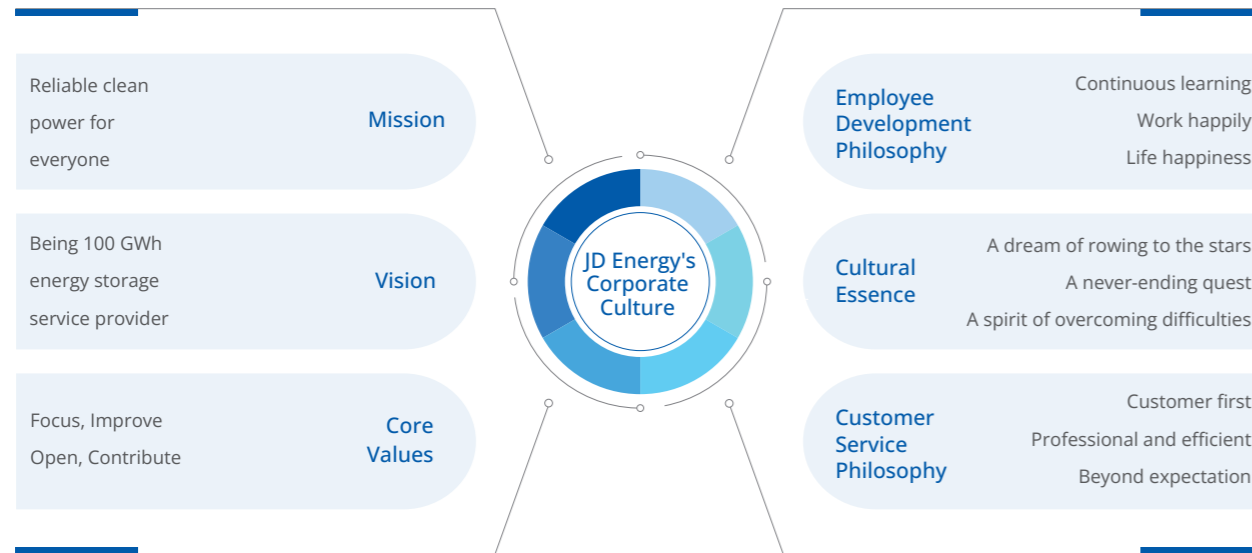 Reliable clean
power for
everyone
Mission
Being 100 GWh
energy storage
service provider
Vision
Focus, Improve
Open, Contribute
Core
Values
JD Energy's
Corporate
Culture
Employee
Development
Philosophy
Continuous learning
Work happily
Life happiness
Cultural
Essence
A dream of rowing to the stars
A never-ending quest
A spirit of overcoming difficulties
Customer
Service
Philosophy
Customer first
Professional and efficient
Beyond expectation